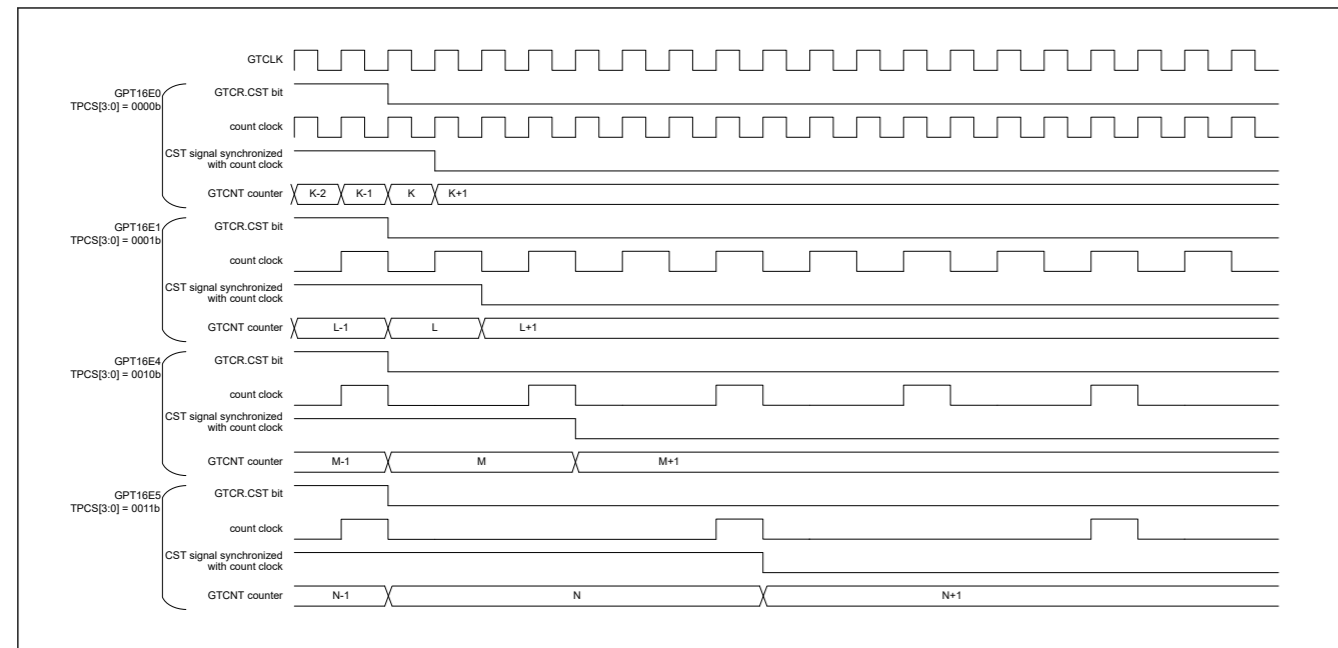 GTCLK
GPT16E0
TPCS[3:0] = 0000b
GTCR.CST bit
count clock
CST signal synchronized
with count clock
GTCNT counter
K-2 K-1 K K+1
GPT16E1
TPCS[3:0] = 0001b
GTCR.CST bit
count clock
CST signal synchronized
with count clock
GTCNT counter
L-1 L L+1
GPT16E4
TPCS[3:0] = 0010b
GTCR.CST bit
count clock
CST signal synchronized
with count clock
GTCNT counter
M-1 M M+1
GPT16E5
TPCS[3:0] = 0011b
GTCR.CST bit
count clock
CST signal synchronized
with count clock
GTCNT counter
N-1 N N+1